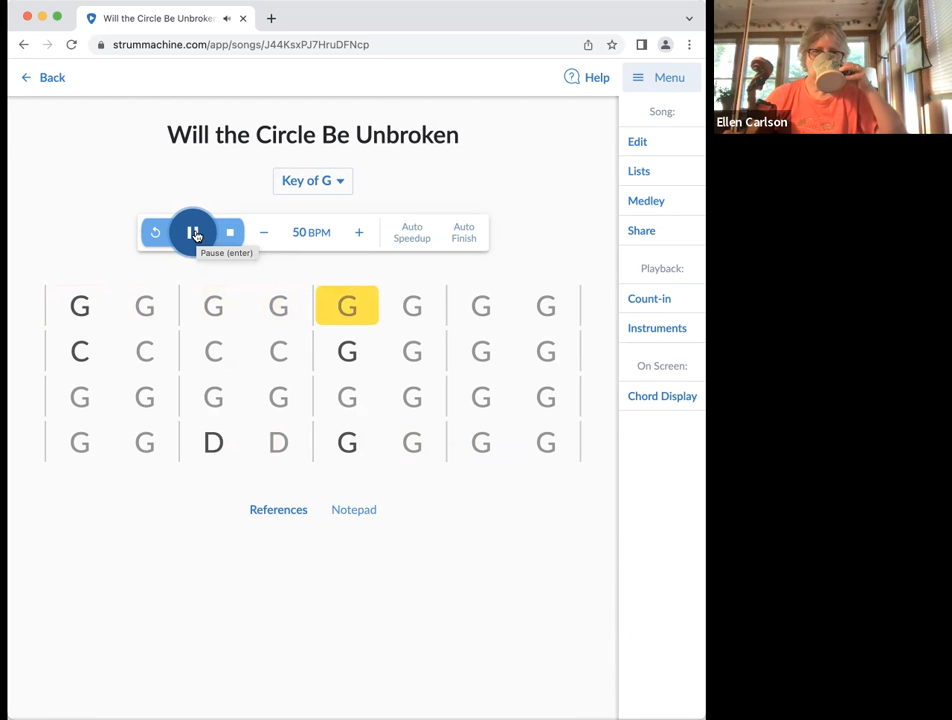 Will the Circle Be Unbroken
strummachine.com/app/songs/J44KsxPJ7HruDFNcp
Back
Help
Menu
Will the Circle Be Unbroken
Key of G
50 BPM
Auto Speedup
Auto Finish
Pause (enter)
G G G G G G G G
C C C C G G G G
G G G G G G G G
G G D D G G G G
References Notepad
Song:
Edit
Lists
Medley
Share
Playback:
Count-in
Instruments
On Screen:
Chord Display
Ellen Carlson